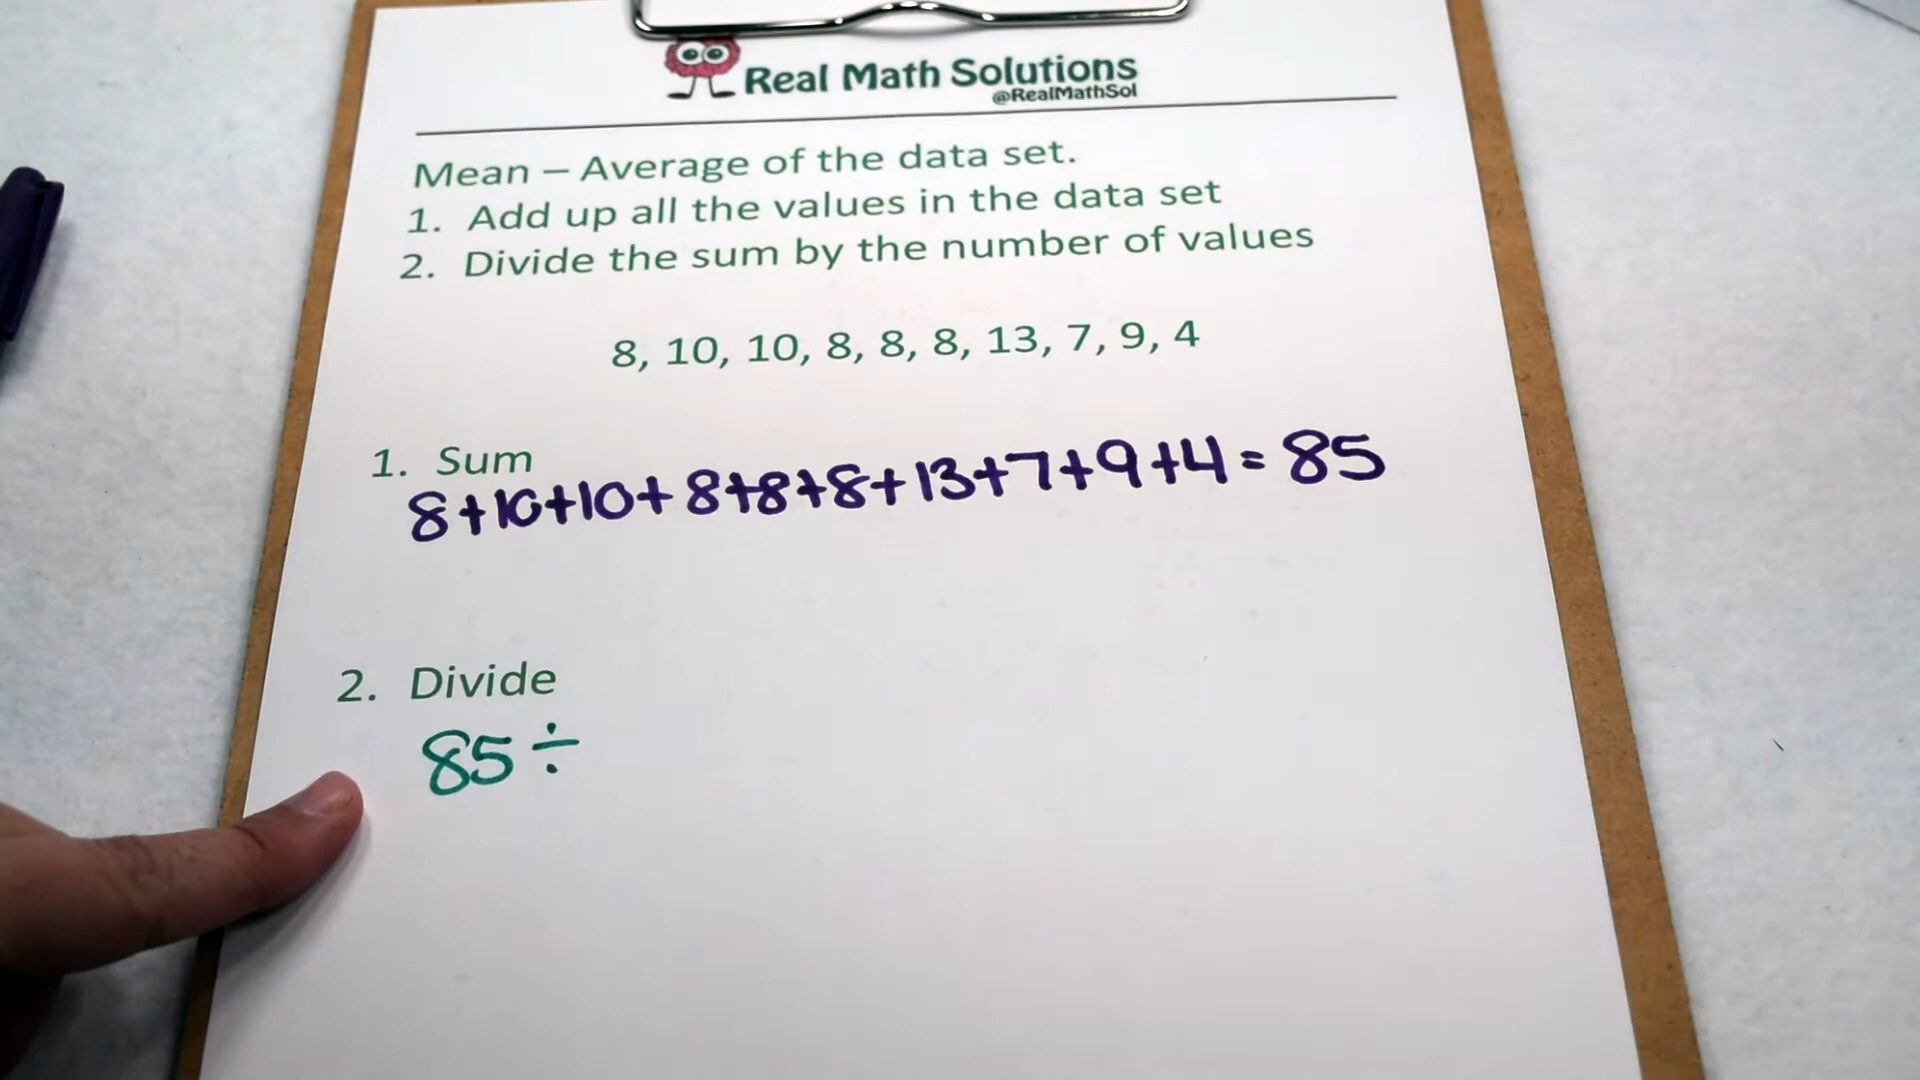 Real Math Solutions
@RealMathSol
Mean – Average of the data set.
1. Add up all the values in the data set
2. Divide the sum by the number of values
8, 10, 10, 8, 8, 8, 13, 7, 9, 4
1. Sum
8+10+10+8+8+8+13+7+9+4=85
2. Divide
85÷